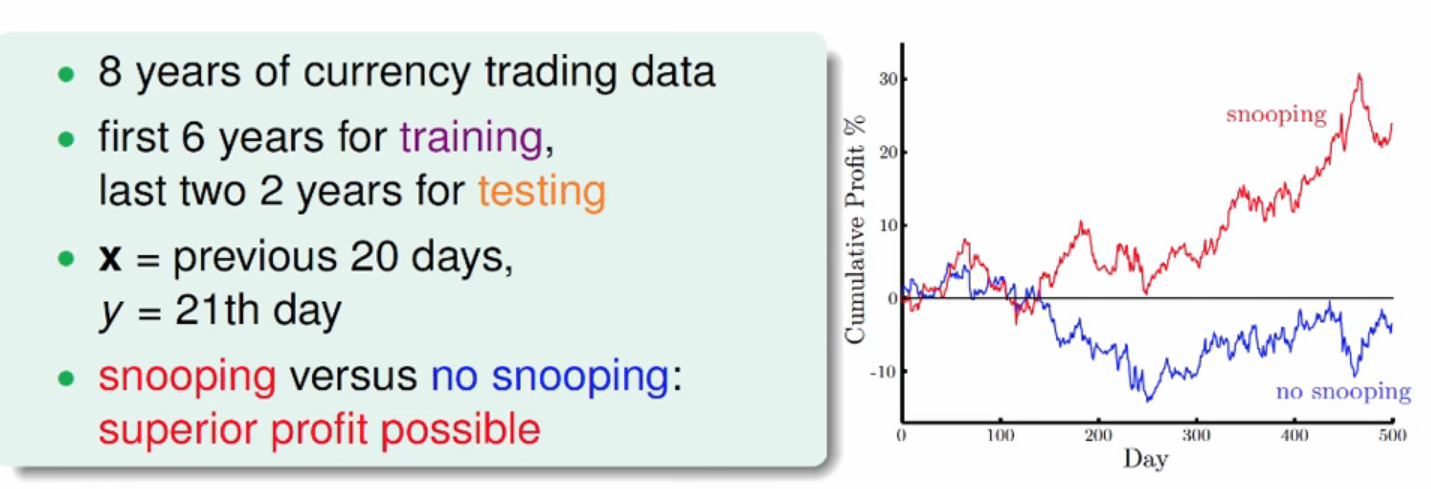 • 8 years of currency trading data
• first 6 years for training,
last two 2 years for testing
• x = previous 20 days,
y = 21th day
• snooping versus no snooping:
superior profit possible
Cumulative Profit %
30
20
10
0
-10
snooping
no snooping
0 100 200 300 400 500
Day